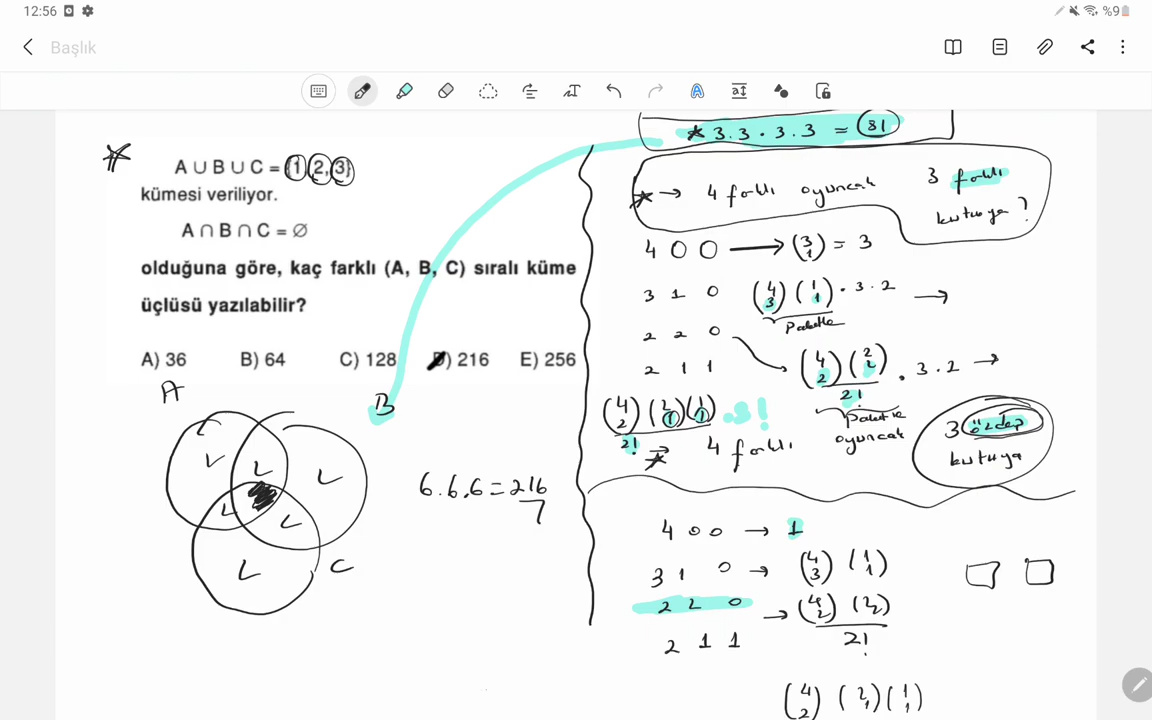 12:56
%9
Başlık
*3.3.3.3 = 81
A ∪ B ∪ C = {1, 2, 3}
kümesi veriliyor.
A ∩ B ∩ C = ∅
olduğuna göre, kaç farklı (A, B, C) sıralı küme
üçlüsü yazılabilir?
A) 36 B) 64 C) 128 D) 216 E) 256
A
B
C
6.6.6 = 216
* → 4 farklı oyuncak 3 farklı
kutuya ?
4 0 0 → (3 1) = 3
3 1 0 (4 3) (1 1) . 3.2 →
Paketle
2 2 0 (4 2) (2 2) / 2! . 3.2 →
paketle
2 1 1
(4 2) (2 1) (1 1) / 2! . 3!
* → 4 farklı oyuncak 3 özdeş
kutuya
4 0 0 → 1
3 1 0 → (4 3) (1 1)
2 2 0 → (4 2) (2 2) / 2!
2 1 1
(4 2) (2 1) (1 1)